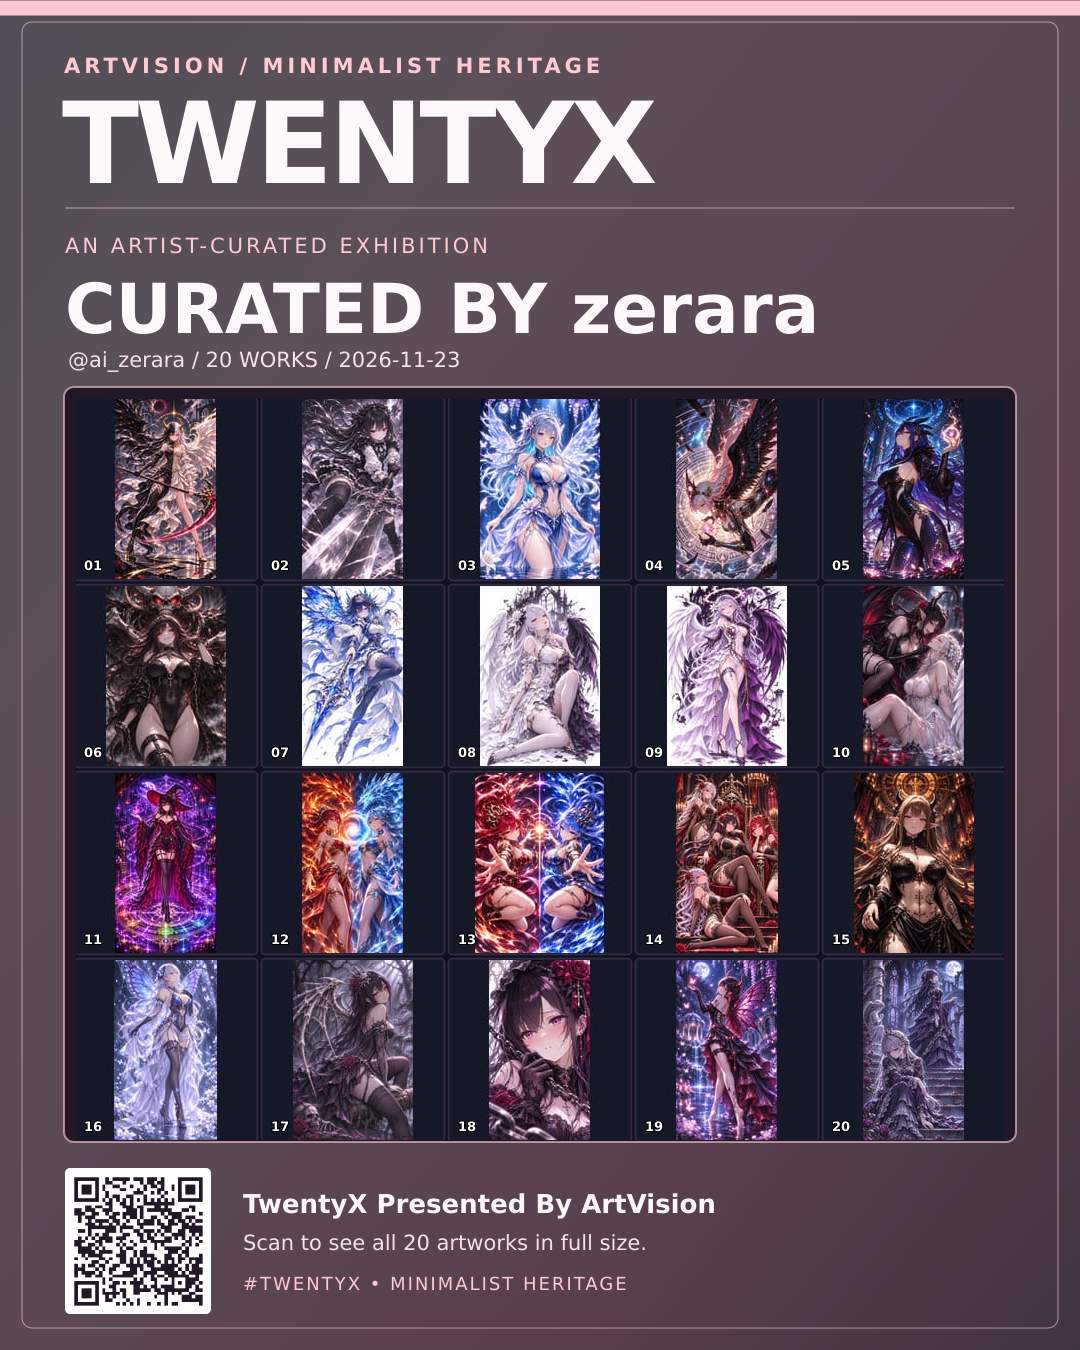 ARTVISION / MINIMALIST HERITAGE
TWENTYX
AN ARTIST-CURATED EXHIBITION
CURATED BY zerara
@ai_zerara / 20 WORKS / 2026-11-23
01
02
03
04
05
06
07
08
09
10
11
12
13
14
15
16
17
18
19
20
TwentyX Presented By ArtVision
Scan to see all 20 artworks in full size.
#TWENTYX • MINIMALIST HERITAGE